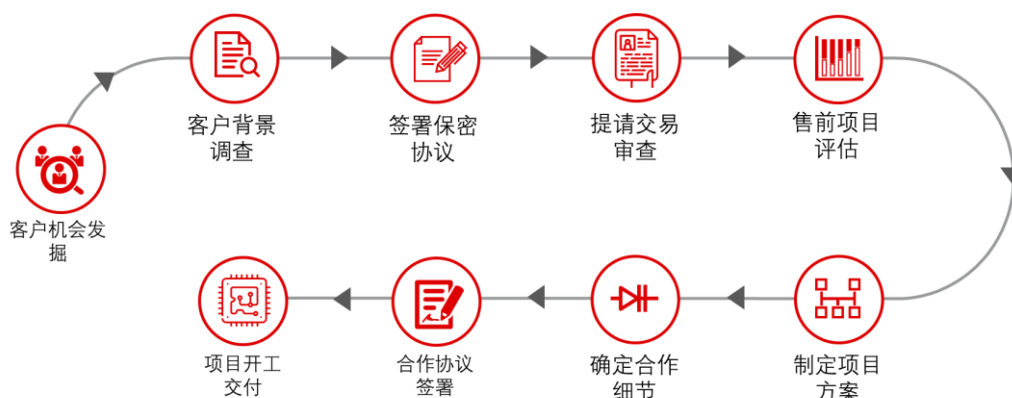 客户背景
调查
签署保密
协议
提请交易
审查
售前项目
评估
客户机会发
掘
项目开工
交付
合作协议
签署
确定合作
细节
制定项目
方案